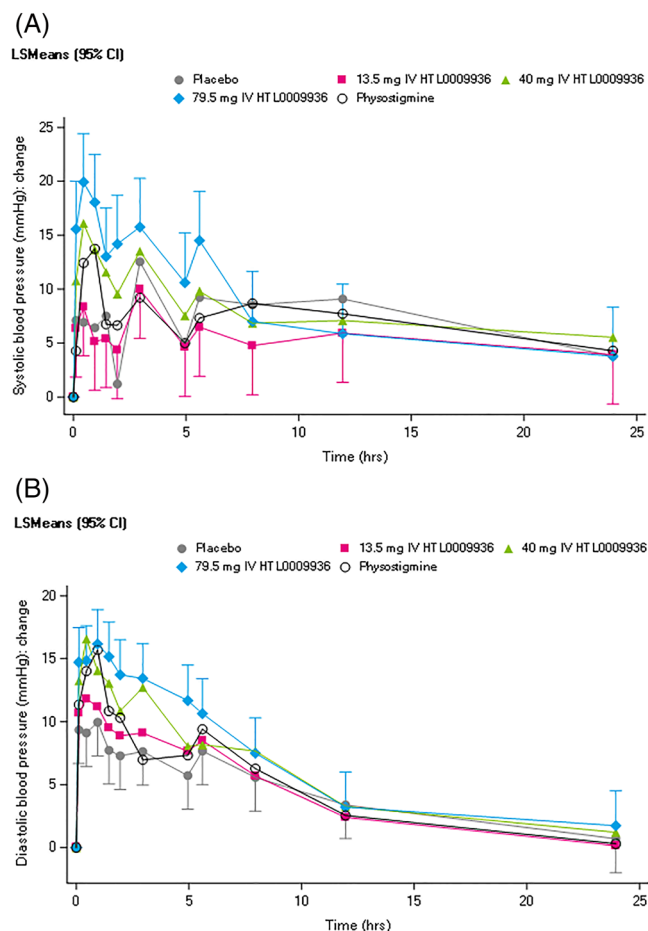 (A)
LSMeans (95% CI)
Placebo 13.5 mg IV HT L0009936 40 mg IV HT L0009936
79.5 mg IV HT L0009936 Physostigmine
Systolic blood pressure (mmHg): change
25
20
15
10
5
0
0 5 10 15 20 25
Time (hrs)
(B)
LSMeans (95% CI)
Placebo 13.5 mg IV HT L0009936 40 mg IV HT L0009936
79.5 mg IV HT L0009936 Physostigmine
Diastolic blood pressure (mmHg): change
20
15
10
5
0
0 5 10 15 20 25
Time (hrs)